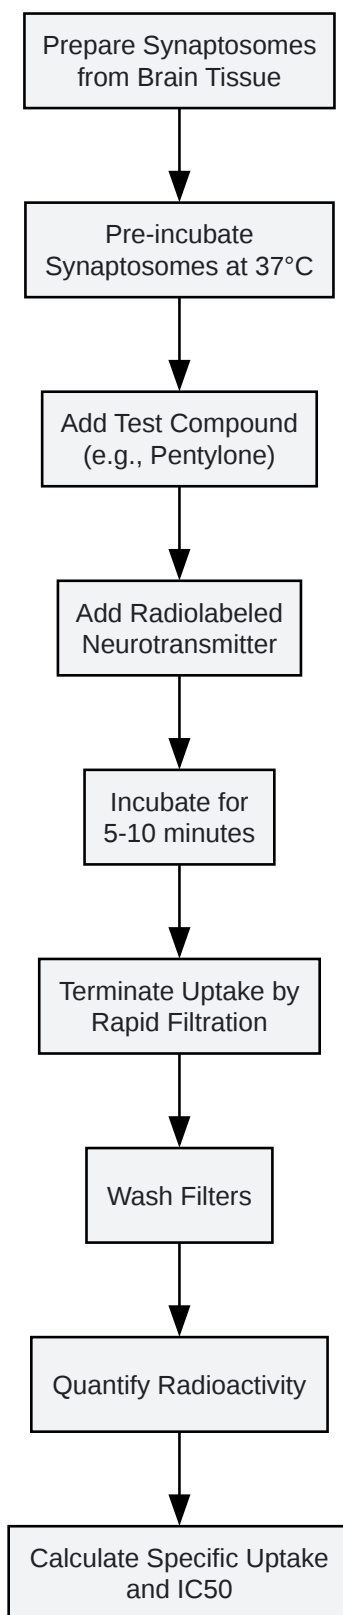 Prepare Synaptosomes
from Brain Tissue
Pre-incubate
Synaptosomes at 37°C
Add Test Compound
(e.g., Pentylone)
Add Radiolabeled
Neurotransmitter
Incubate for
5-10 minutes
Terminate Uptake by
Rapid Filtration
Wash Filters
Quantify Radioactivity
Calculate Specific Uptake
and IC50